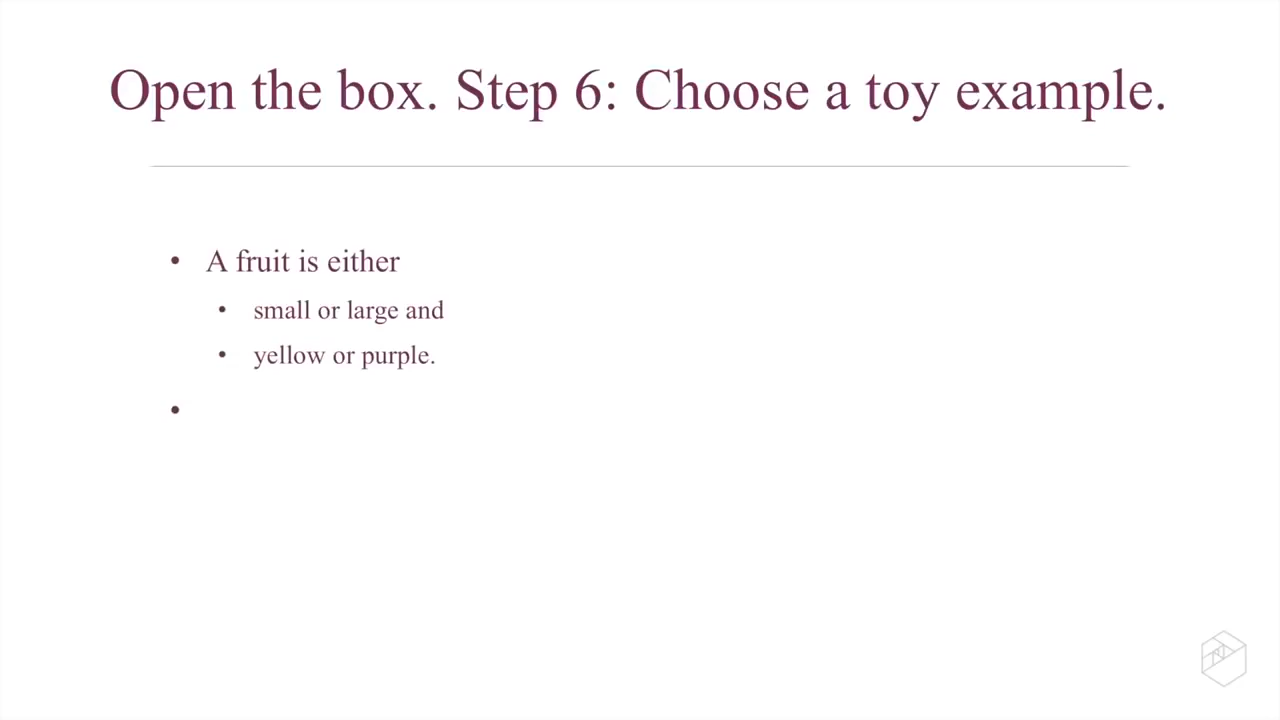 Open the box. Step 6: Choose a toy example.
• A fruit is either
• small or large and
• yellow or purple.
•